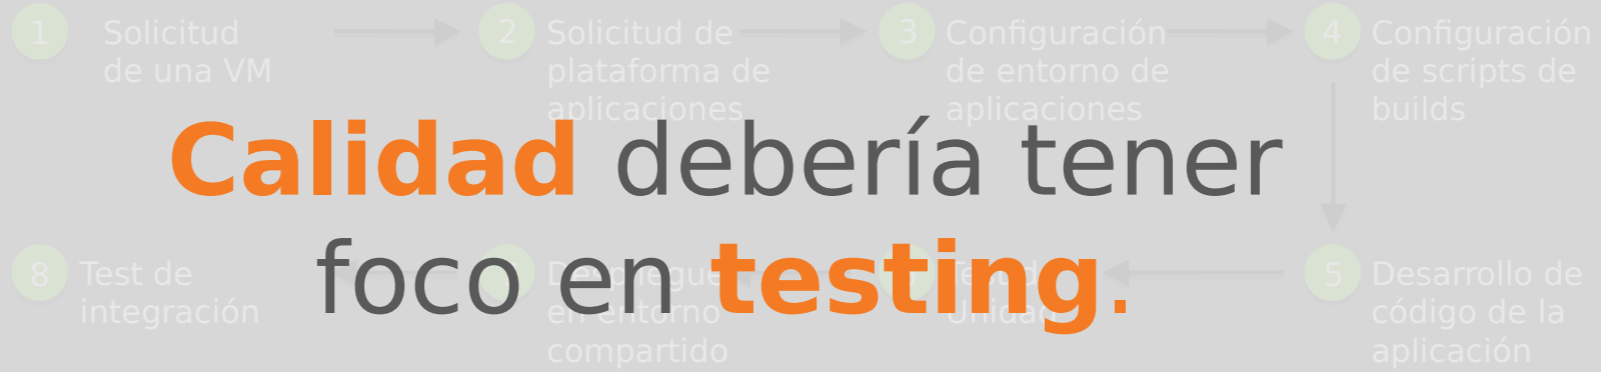 1 Solicitud de una VM
2 Solicitud de plataforma de aplicaciones
3 Configuración de entorno de aplicaciones
4 Configuración de scripts de builds
Calidad debería tener
foco en testing.
8 Test de integración
en entorno compartido
Unidad
5 Desarrollo de código de la aplicación